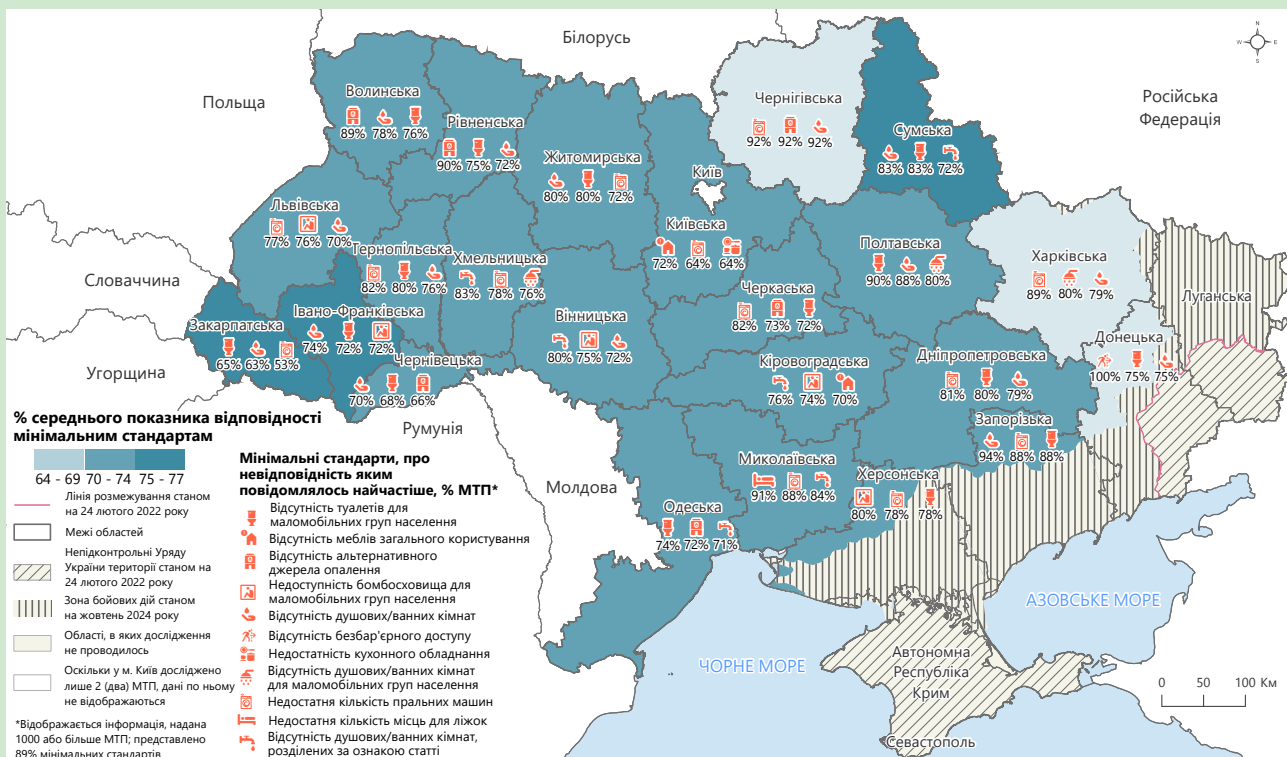 Білорусь
Польща
Російська
Федерація
Словаччина
Угорщина
Румунія
Молдова
ЧОРНЕ МОРЕ
АЗОВСЬКЕ МОРЕ
N
W
E
S
Волинська
89% 78% 76%
Рівненська
90% 75% 72%
Житомирська
80% 80% 72%
Київ
Київська
72% 64% 64%
Чернігівська
92% 92% 92%
Сумська
83% 83% 72%
Львівська
77% 76% 70%
Тернопільська
82% 80% 76%
Хмельницька
83% 78% 76%
Вінницька
80% 75% 72%
Черкаська
82% 73% 72%
Полтавська
90% 88% 80%
Харківська
89% 80% 79%
Луганська
Донецька
100% 75% 75%
Закарпатська
65% 63% 53%
Івано-Франківська
74% 72% 72%
Чернівецька
70% 68% 66%
Кіровоградська
76% 74% 70%
Дніпропетровська
81% 80% 79%
Запорізька
94% 88% 88%
Миколаївська
91% 88% 84%
Херсонська
80% 78% 78%
Одеська
74% 72% 71%
Автономна
Республіка
Крим
Севастополь
% середнього показника відповідності
мінімальним стандартам
64 - 69 70 - 74 75 - 77
Лінія розмежування станом
на 24 лютого 2022 року
Межі областей
Непідконтрольні Уряду
України території станом на
24 лютого 2022 року
Зона бойових дій станом
на жовтень 2024 року
Області, в яких дослідження
не проводилось
Оскільки у м. Київ досліджено
лише 2 (два) МТП, дані по ньому
не відображаються
*Відображається інформація, надана
1000 або більше МТП; представлено
89% мінімальних стандартів
Мінімальні стандарти, про
невідповідність яким
повідомлялось найчастіше, % МТП*
Відсутність туалетів для
маломобільних груп населення
Відсутність меблів загального користування
Відсутність альтернативного
джерела опалення
Недоступність бомбосховища для
маломобільних груп населення
Відсутність душових/ванних кімнат
Відсутність безбар'єрного доступу
Недостатність кухонного обладнання
Відсутність душових/ванних кімнат
для маломобільних груп населення
Недостатня кількість пральних машин
Недостатня кількість місць для ліжок
Відсутність душових/ванних кімнат,
розділених за ознакою статті
0 50 100 Км